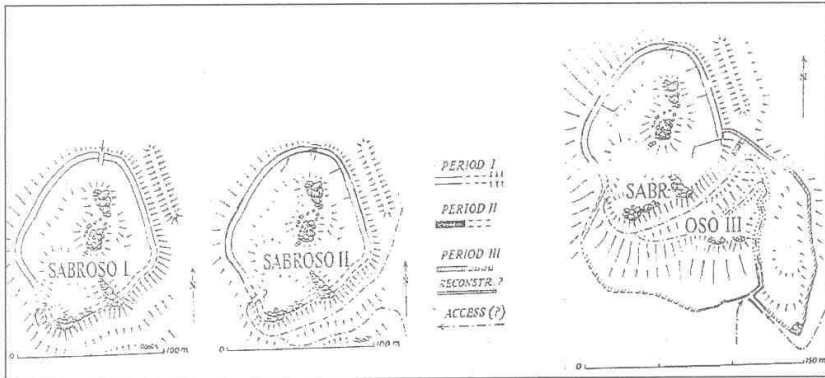 SABROSO I
N
0 100 m
SABROSO II
N
0 100 m
PERIOD I
PERIOD II
PERIOD III
RECONSTR.?
ACCESS (?)
N
SABR
OSO III
0 150 m